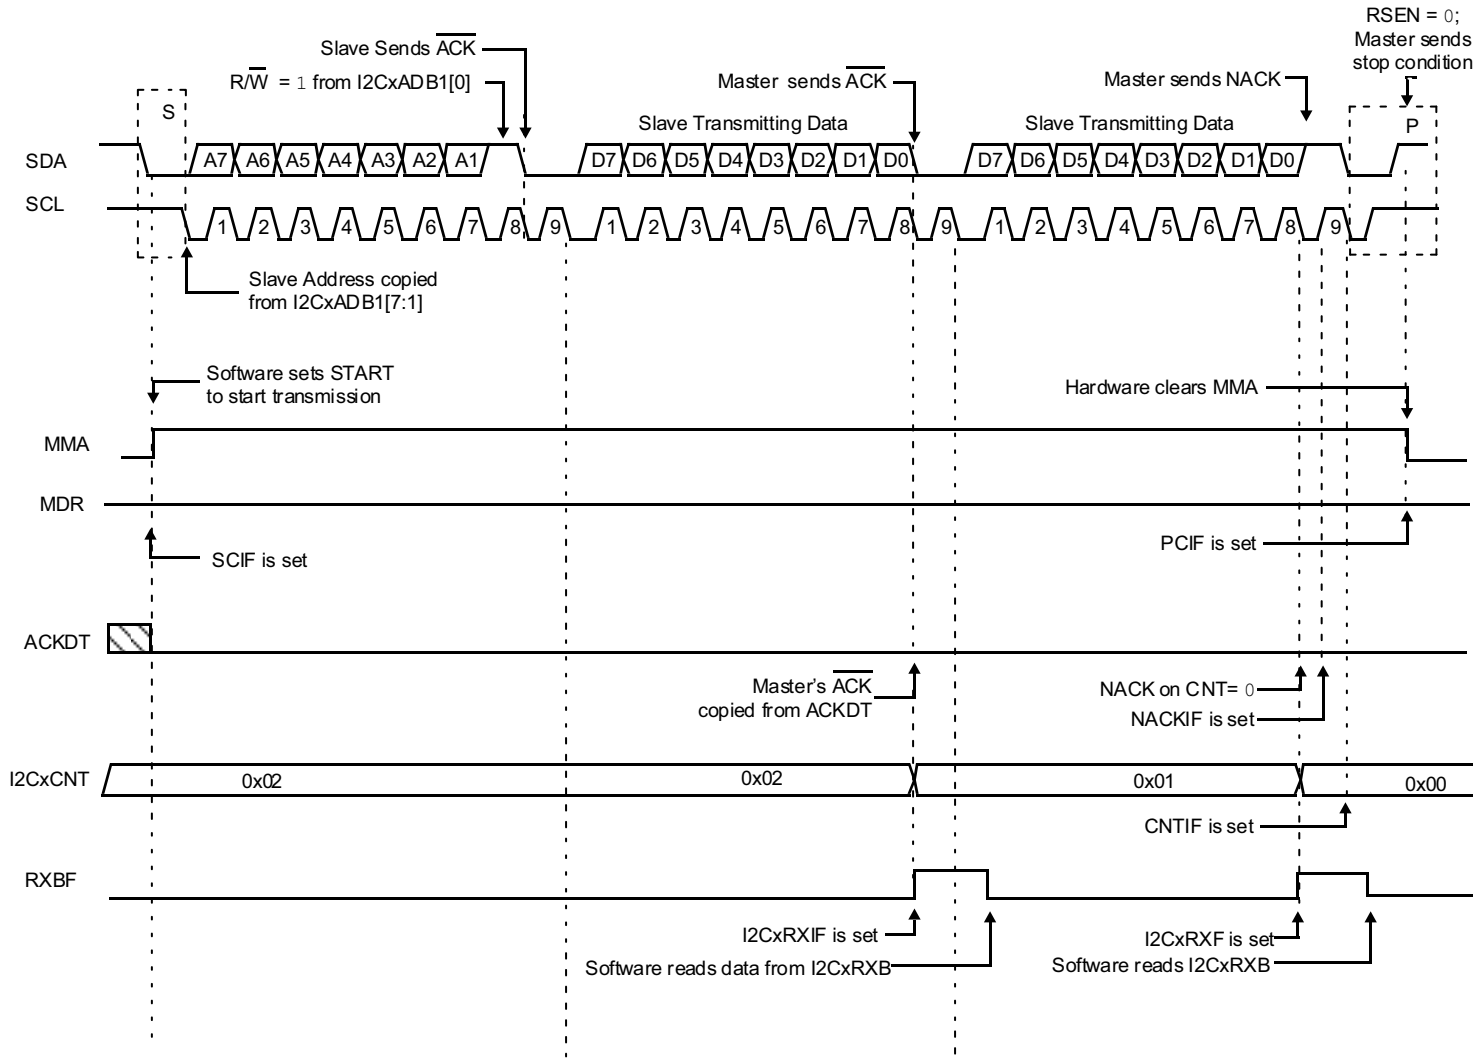 RSEN = 0;
Master sends
stop condition
Slave Sends ACK
R/W = 1 from I2CxADB1[0]
Master sends ACK
Master sends NACK
S
Slave Transmitting Data
Slave Transmitting Data
P
SDA
A7 A6 A5 A4 A3 A2 A1
D7 D6 D5 D4 D3 D2 D1 D0
D7 D6 D5 D4 D3 D2 D1 D0
SCL
1 2 3 4 5 6 7 8 9
1 2 3 4 5 6 7 8 9
1 2 3 4 5 6 7 8 9
Slave Address copied
from I2CxADB1[7:1]
Software sets START
to start transmission
Hardware clears MMA
MMA
MDR
SCIF is set
PCIF is set
ACKDT
Master's ACK
copied from ACKDT
NACK on CNT= 0
NACKIF is set
I2CxCNT
0x02
0x02
0x01
0x00
CNTIF is set
RXBF
I2CxRXIF is set
Software reads data from I2CxRXB
I2CxRXF is set
Software reads I2CxRXB